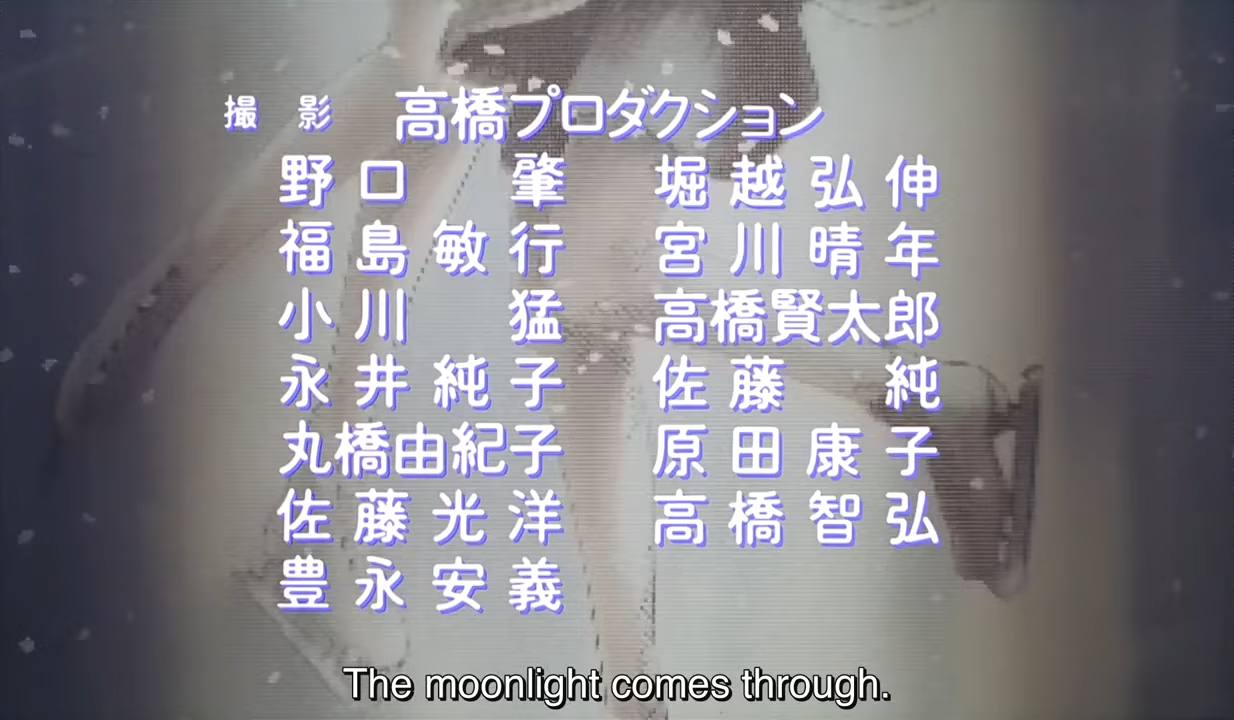 撮影 高橋プロダクション
野口 肇 堀越弘伸
福島敏行 宮川晴年
小川 猛 高橋賢太郎
永井純子 佐藤 純
丸橋由紀子 原田康子
佐藤光洋 高橋智弘
豊永安義
The moonlight comes through.